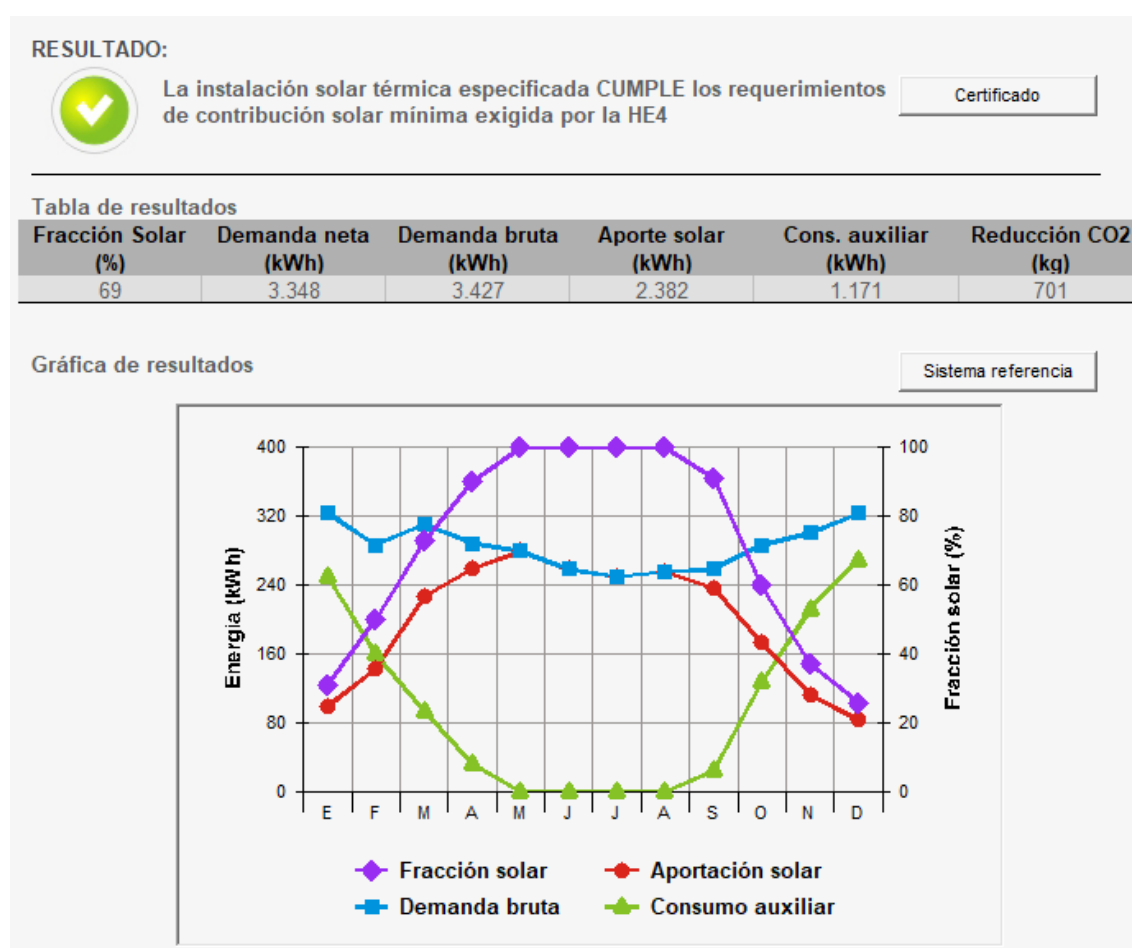 RESULTADO:
La instalación solar térmica especificada CUMPLE los requerimientos
de contribución solar mínima exigida por la HE4
Certificado
Tabla de resultados
Fracción Solar (%) Demanda neta (kWh) Demanda bruta (kWh) Aporte solar (kWh) Cons. auxiliar (kWh) Reducción CO2 (kg)
69 3.348 3.427 2.382 1.171 701
Gráfica de resultados
Sistema referencia
Energia (kWh)
400
320
240
160
80
0
100
80
60
40
20
0
Fracción solar (%)
E F M A M J J A S O N D
Fracción solar Aportación solar
Demanda bruta Consumo auxiliar